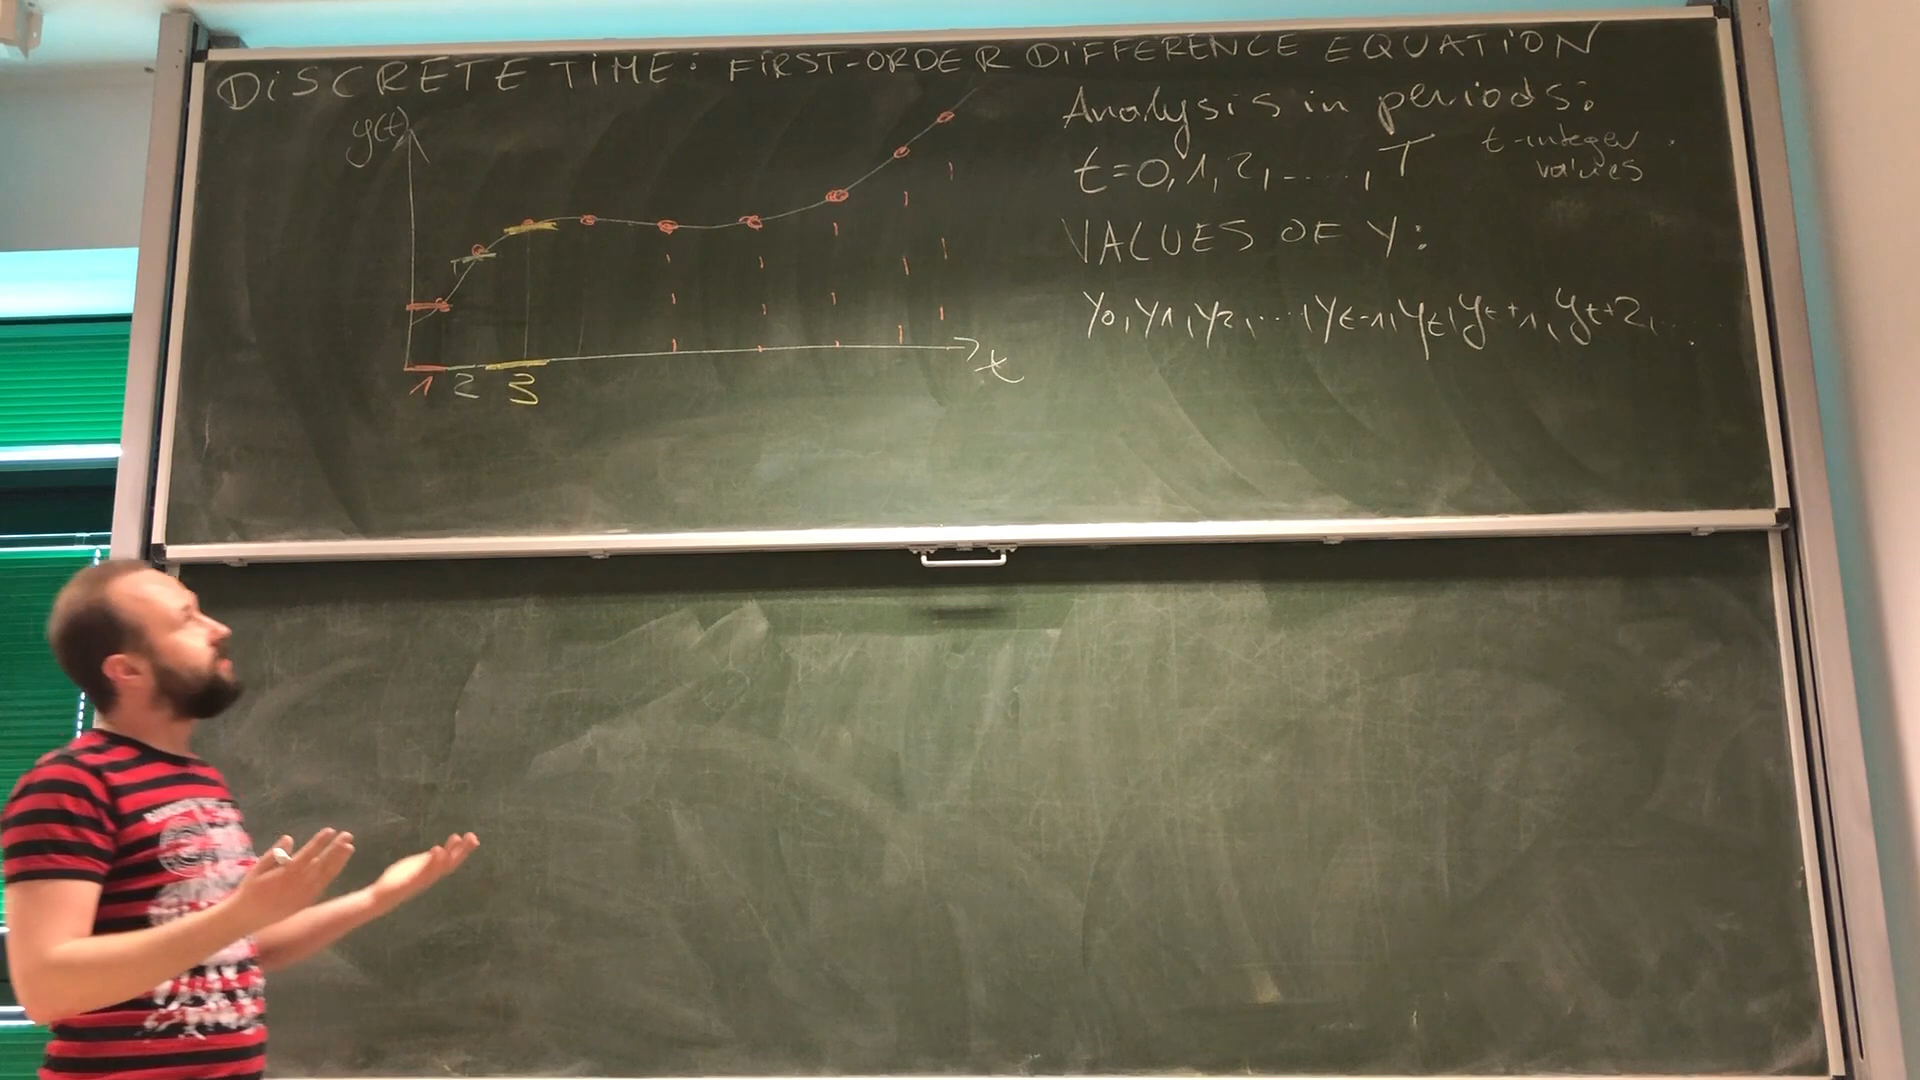 DISCRETE TIME: FIRST-ORDER DIFFERENCE EQUATION
y(t)
1 2 3
t
Analysis in periods:
t=0,1,2,.....,T
t-integer values
VALUES OF Y:
y0,y1,y2,...,yt-1,yt,yt+1,yt+2,...